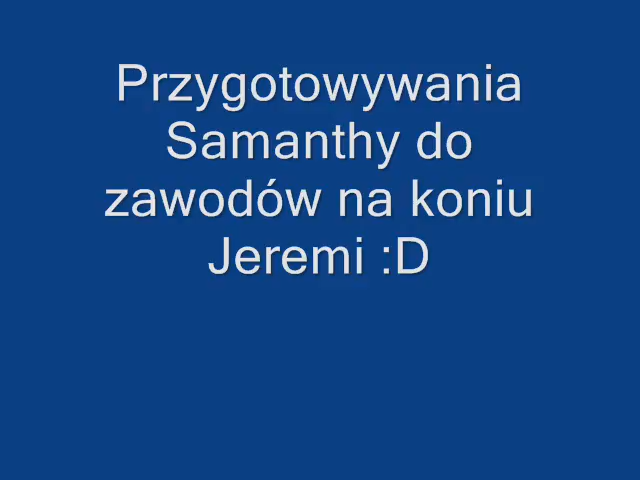 Przygotowywania
Samanthy do
zawodów na koniu
Jeremi :D